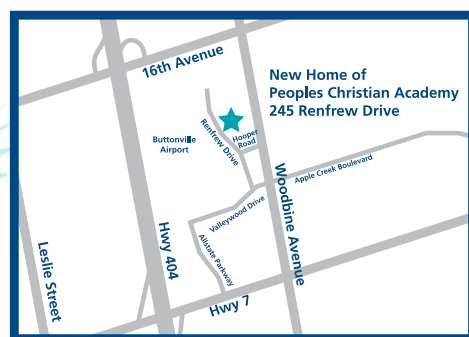 16th Avenue
New Home of
Peoples Christian Academy
245 Renfrew Drive
Renfrew Drive
Hooper
Road
Buttonville
Airport
Woodbine Avenue
Apple Creek Boulevard
Valleywood Drive
Allstate Parkway
Hwy 404
Leslie Street
Hwy 7